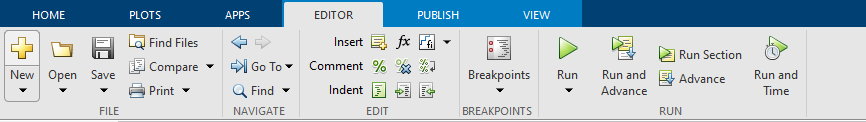 HOME PLOTS APPS EDITOR PUBLISH VIEW
New
Open
Save
Find Files
Compare
Print
FILE
Go To
Find
NAVIGATE
Insert fx fi
Comment % % %
Indent
EDIT
Breakpoints
BREAKPOINTS
Run
Run and
Advance
Run Section
Advance
Run and
Time
RUN